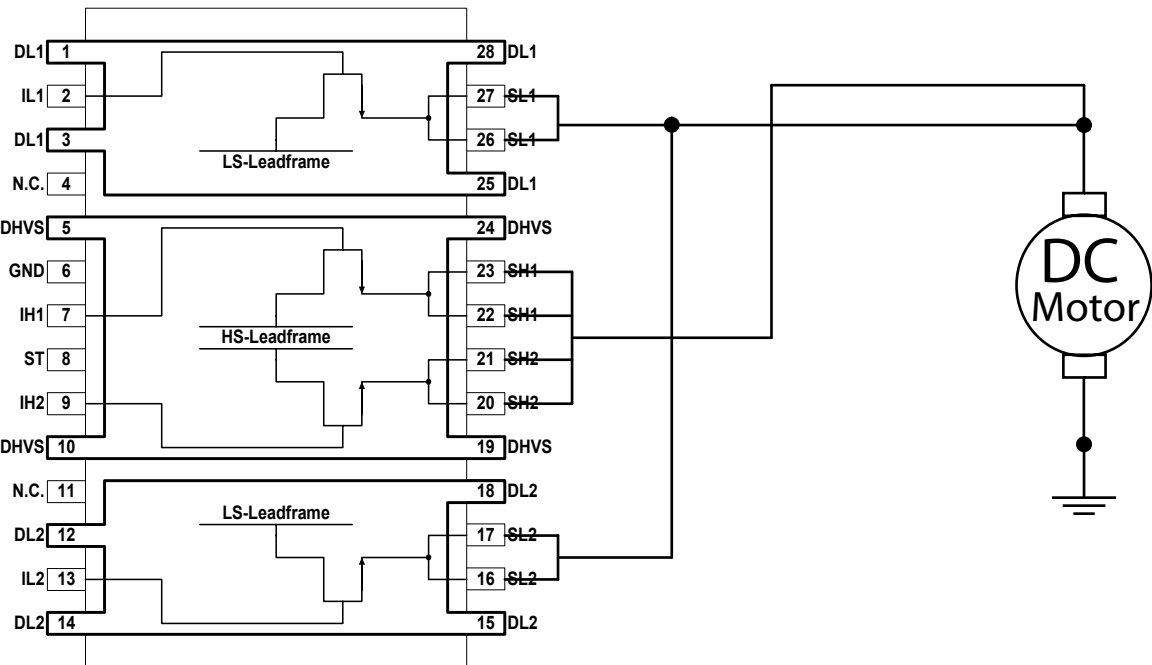 DL1 1 28 DL1
IL1 2 27 SL1
26 SL1
DL1 3
LS-Leadframe
N.C. 4 25 DL1
DHVS 5 24 DHVS
GND 6 23 SH1
IH1 7 22 SH1
HS-Leadframe
ST 8 21 SH2
IH2 9 20 SH2
DHVS 10 19 DHVS
N.C. 11 18 DL2
LS-Leadframe
DL2 12 17 SL2
IL2 13 16 SL2
DL2 14 15 DL2
DC
Motor